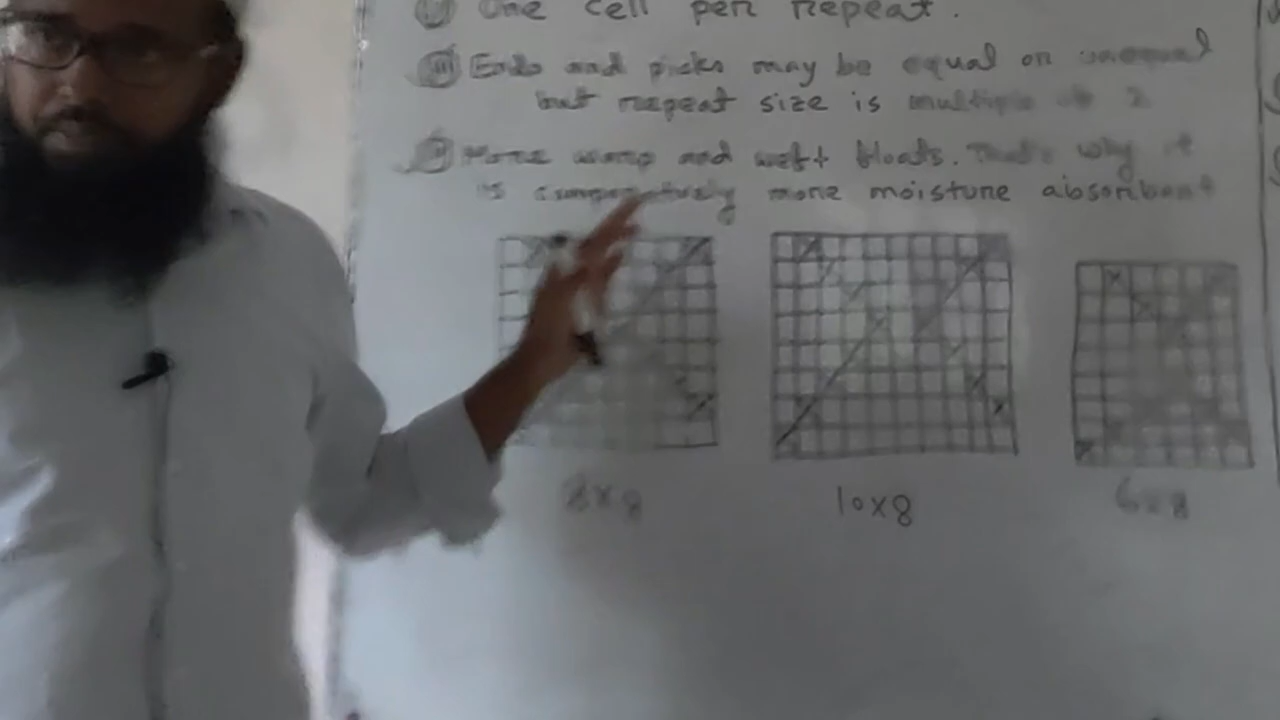 One cell per repeat.
(iii) Ends and picks may be equal or unequal
but repeat size is multiple of 2
More warp and weft floats. That's why it
is comparatively more moisture absorbent
8x8
10x8
6x8